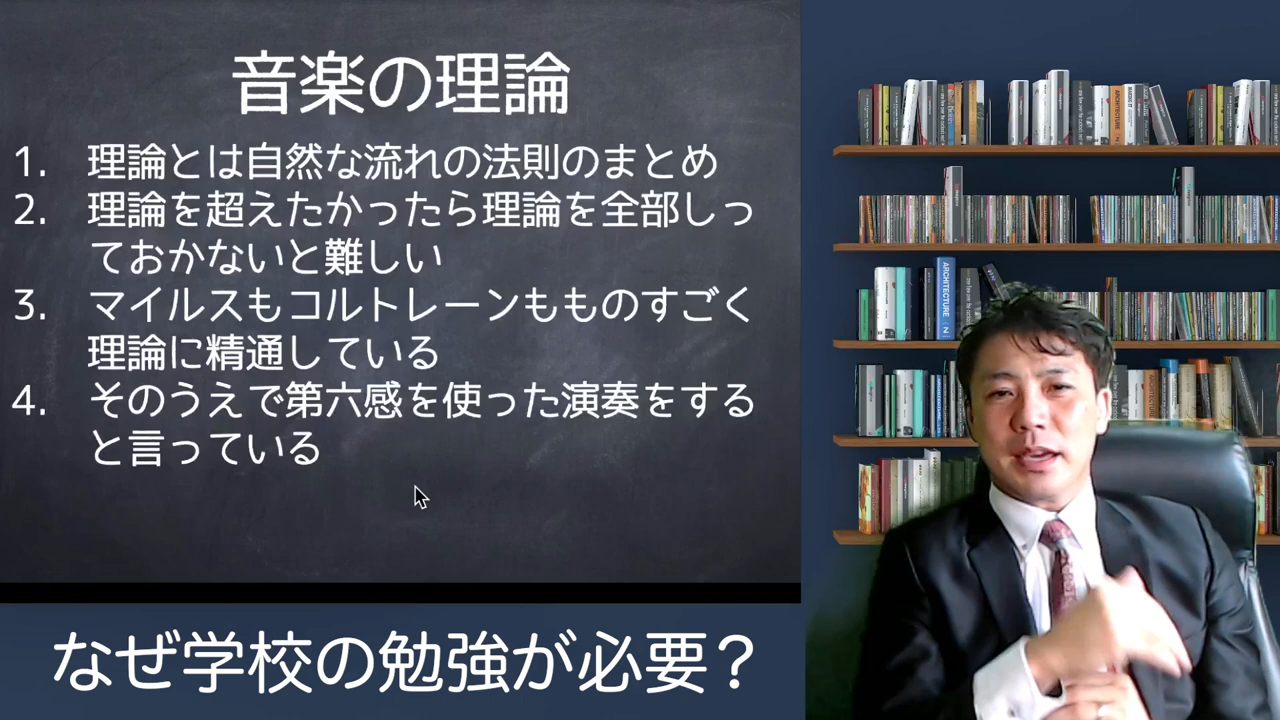 音楽の理論
1. 理論とは自然な流れの法則のまとめ
2. 理論を超えたかったら理論を全部しっ
ておかないと難しい
3. マイルスもコルトレーンもものすごく
理論に精通している
4. そのうえで第六感を使った演奏をする
と言っている
なぜ学校の勉強が必要？
ARCHITECTURE
ARCHITECTURE